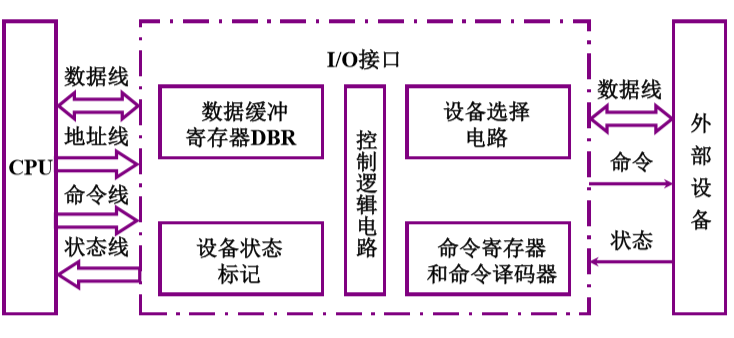 CPU
数据线
地址线
命令线
状态线
I/O接口
数据缓冲
寄存器DBR
设备状态
标记
控制逻辑电路
设备选择
电路
命令寄存器
和命令译码器
数据线
命令
状态
外部设备